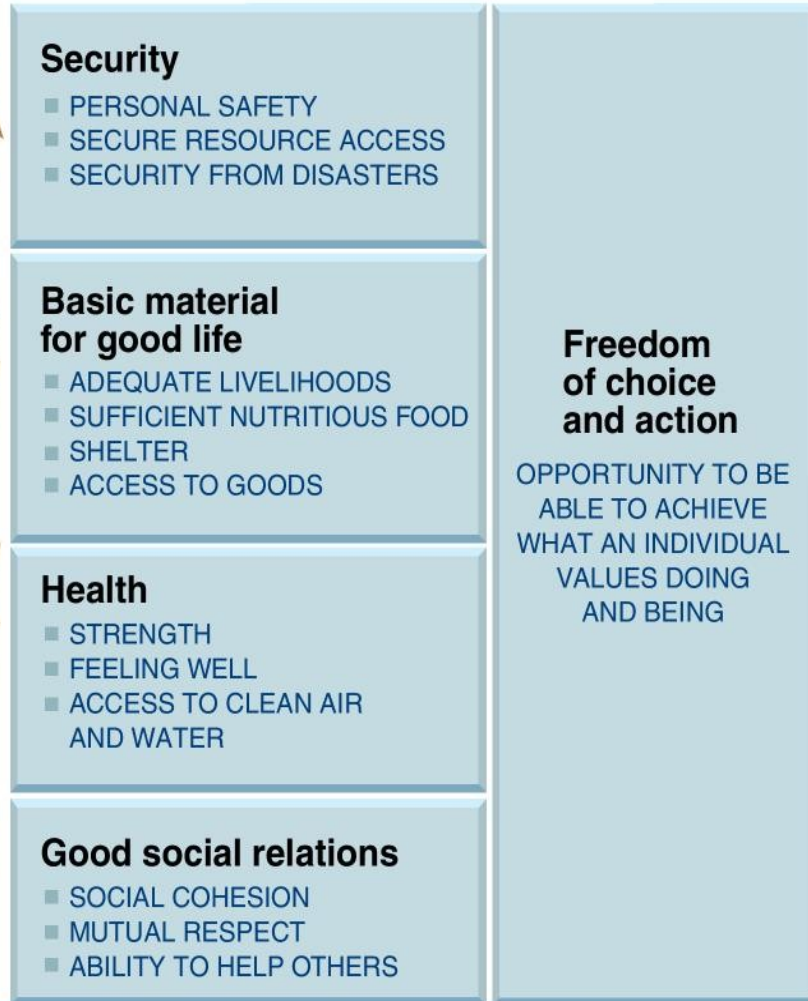 Security
PERSONAL SAFETY
SECURE RESOURCE ACCESS
SECURITY FROM DISASTERS
Basic material
for good life
ADEQUATE LIVELIHOODS
SUFFICIENT NUTRITIOUS FOOD
SHELTER
ACCESS TO GOODS
Health
STRENGTH
FEELING WELL
ACCESS TO CLEAN AIR
AND WATER
Good social relations
SOCIAL COHESION
MUTUAL RESPECT
ABILITY TO HELP OTHERS
Freedom
of choice
and action
OPPORTUNITY TO BE
ABLE TO ACHIEVE
WHAT AN INDIVIDUAL
VALUES DOING
AND BEING